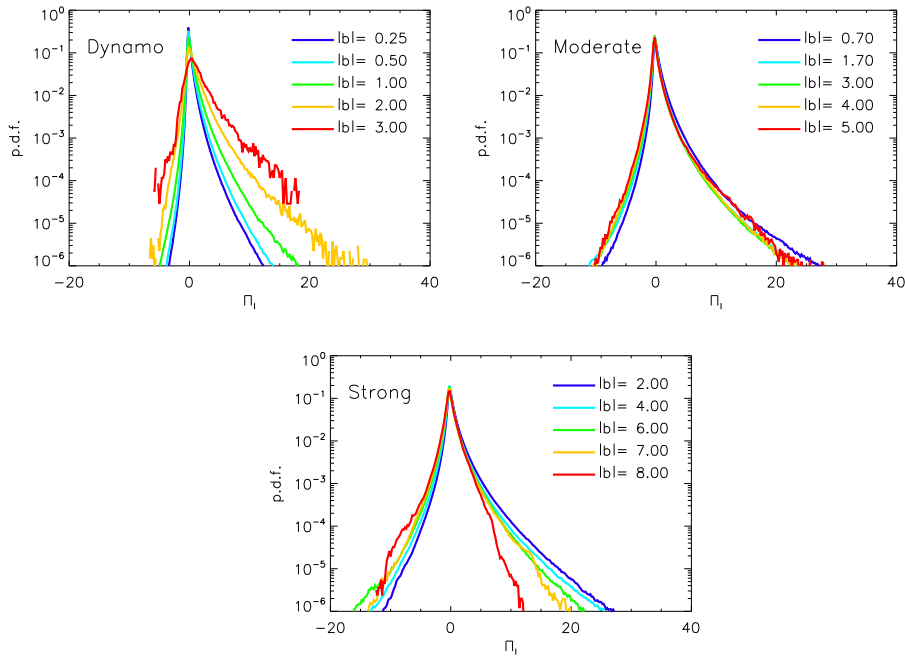 Dynamo
|b|= 0.25
|b|= 0.50
|b|= 1.00
|b|= 2.00
|b|= 3.00
10^0
10^-1
10^-2
10^-3
10^-4
10^-5
10^-6
p.d.f.
-20
0
20
40
Π_l
Moderate
|b|= 0.70
|b|= 1.70
|b|= 3.00
|b|= 4.00
|b|= 5.00
10^0
10^-1
10^-2
10^-3
10^-4
10^-5
10^-6
p.d.f.
-20
0
20
40
Π_l
Strong
|b|= 2.00
|b|= 4.00
|b|= 6.00
|b|= 7.00
|b|= 8.00
10^0
10^-1
10^-2
10^-3
10^-4
10^-5
10^-6
p.d.f.
-20
0
20
40
Π_l